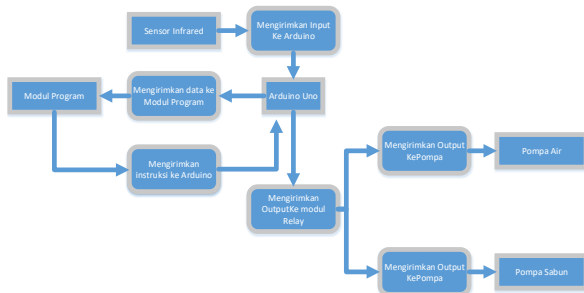 Sensor Infrared
Mengirimkan Input
Ke Arduino
Modul Program
Mengirimkan data ke
Modul Program
Arduino Uno
Mengirimkan
instruksi ke Arduino
Mengirimkan
OutputKe modul
Relay
Mengirimkan Output
KePompa
Pompa Air
Mengirimkan Output
KePompa
Pompa Sabun